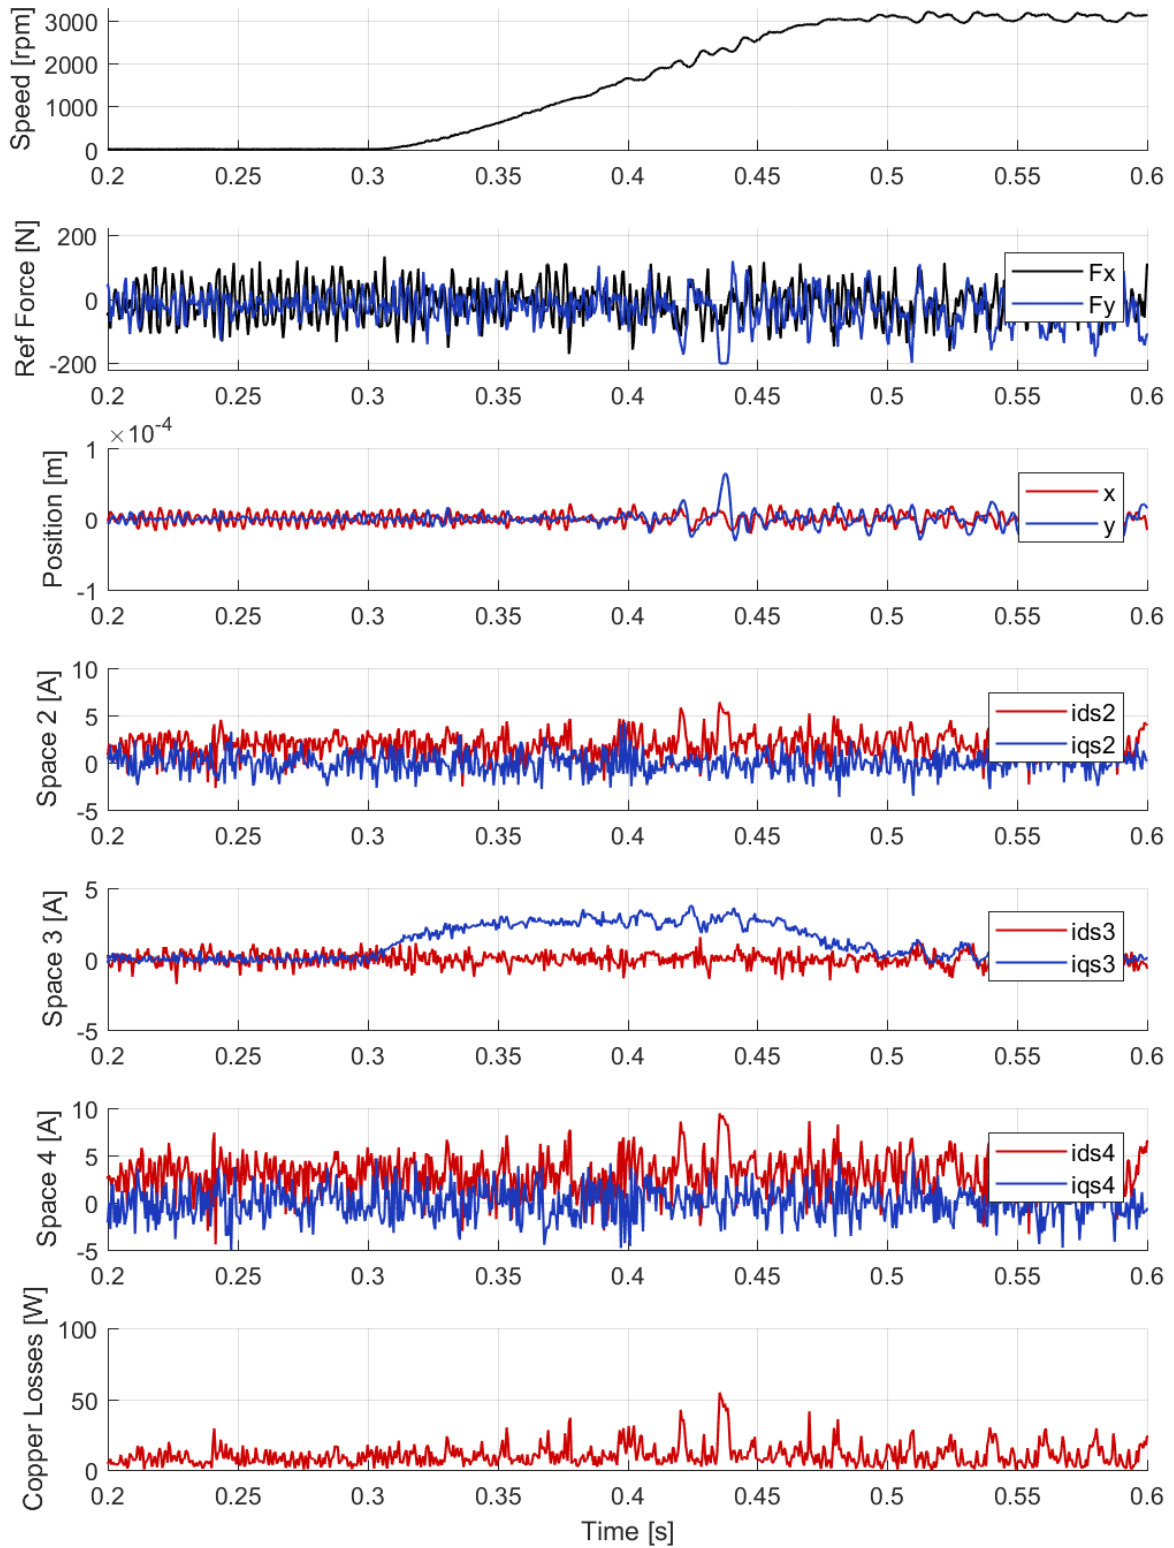 Speed [rpm]
3000
2000
1000
0
0.2 0.25 0.3 0.35 0.4 0.45 0.5 0.55 0.6
Ref Force [N]
200
0
-200
Fx
Fy
0.2 0.25 0.3 0.35 0.4 0.45 0.5 0.55 0.6
×10-4
Position [m]
1
0
-1
x
y
0.2 0.25 0.3 0.35 0.4 0.45 0.5 0.55 0.6
Space 2 [A]
10
5
0
-5
ids2
iqs2
0.2 0.25 0.3 0.35 0.4 0.45 0.5 0.55 0.6
Space 3 [A]
5
0
-5
ids3
iqs3
0.2 0.25 0.3 0.35 0.4 0.45 0.5 0.55 0.6
Space 4 [A]
10
5
0
-5
ids4
iqs4
0.2 0.25 0.3 0.35 0.4 0.45 0.5 0.55 0.6
Copper Losses [W]
100
50
0
0.2 0.25 0.3 0.35 0.4 0.45 0.5 0.55 0.6
Time [s]